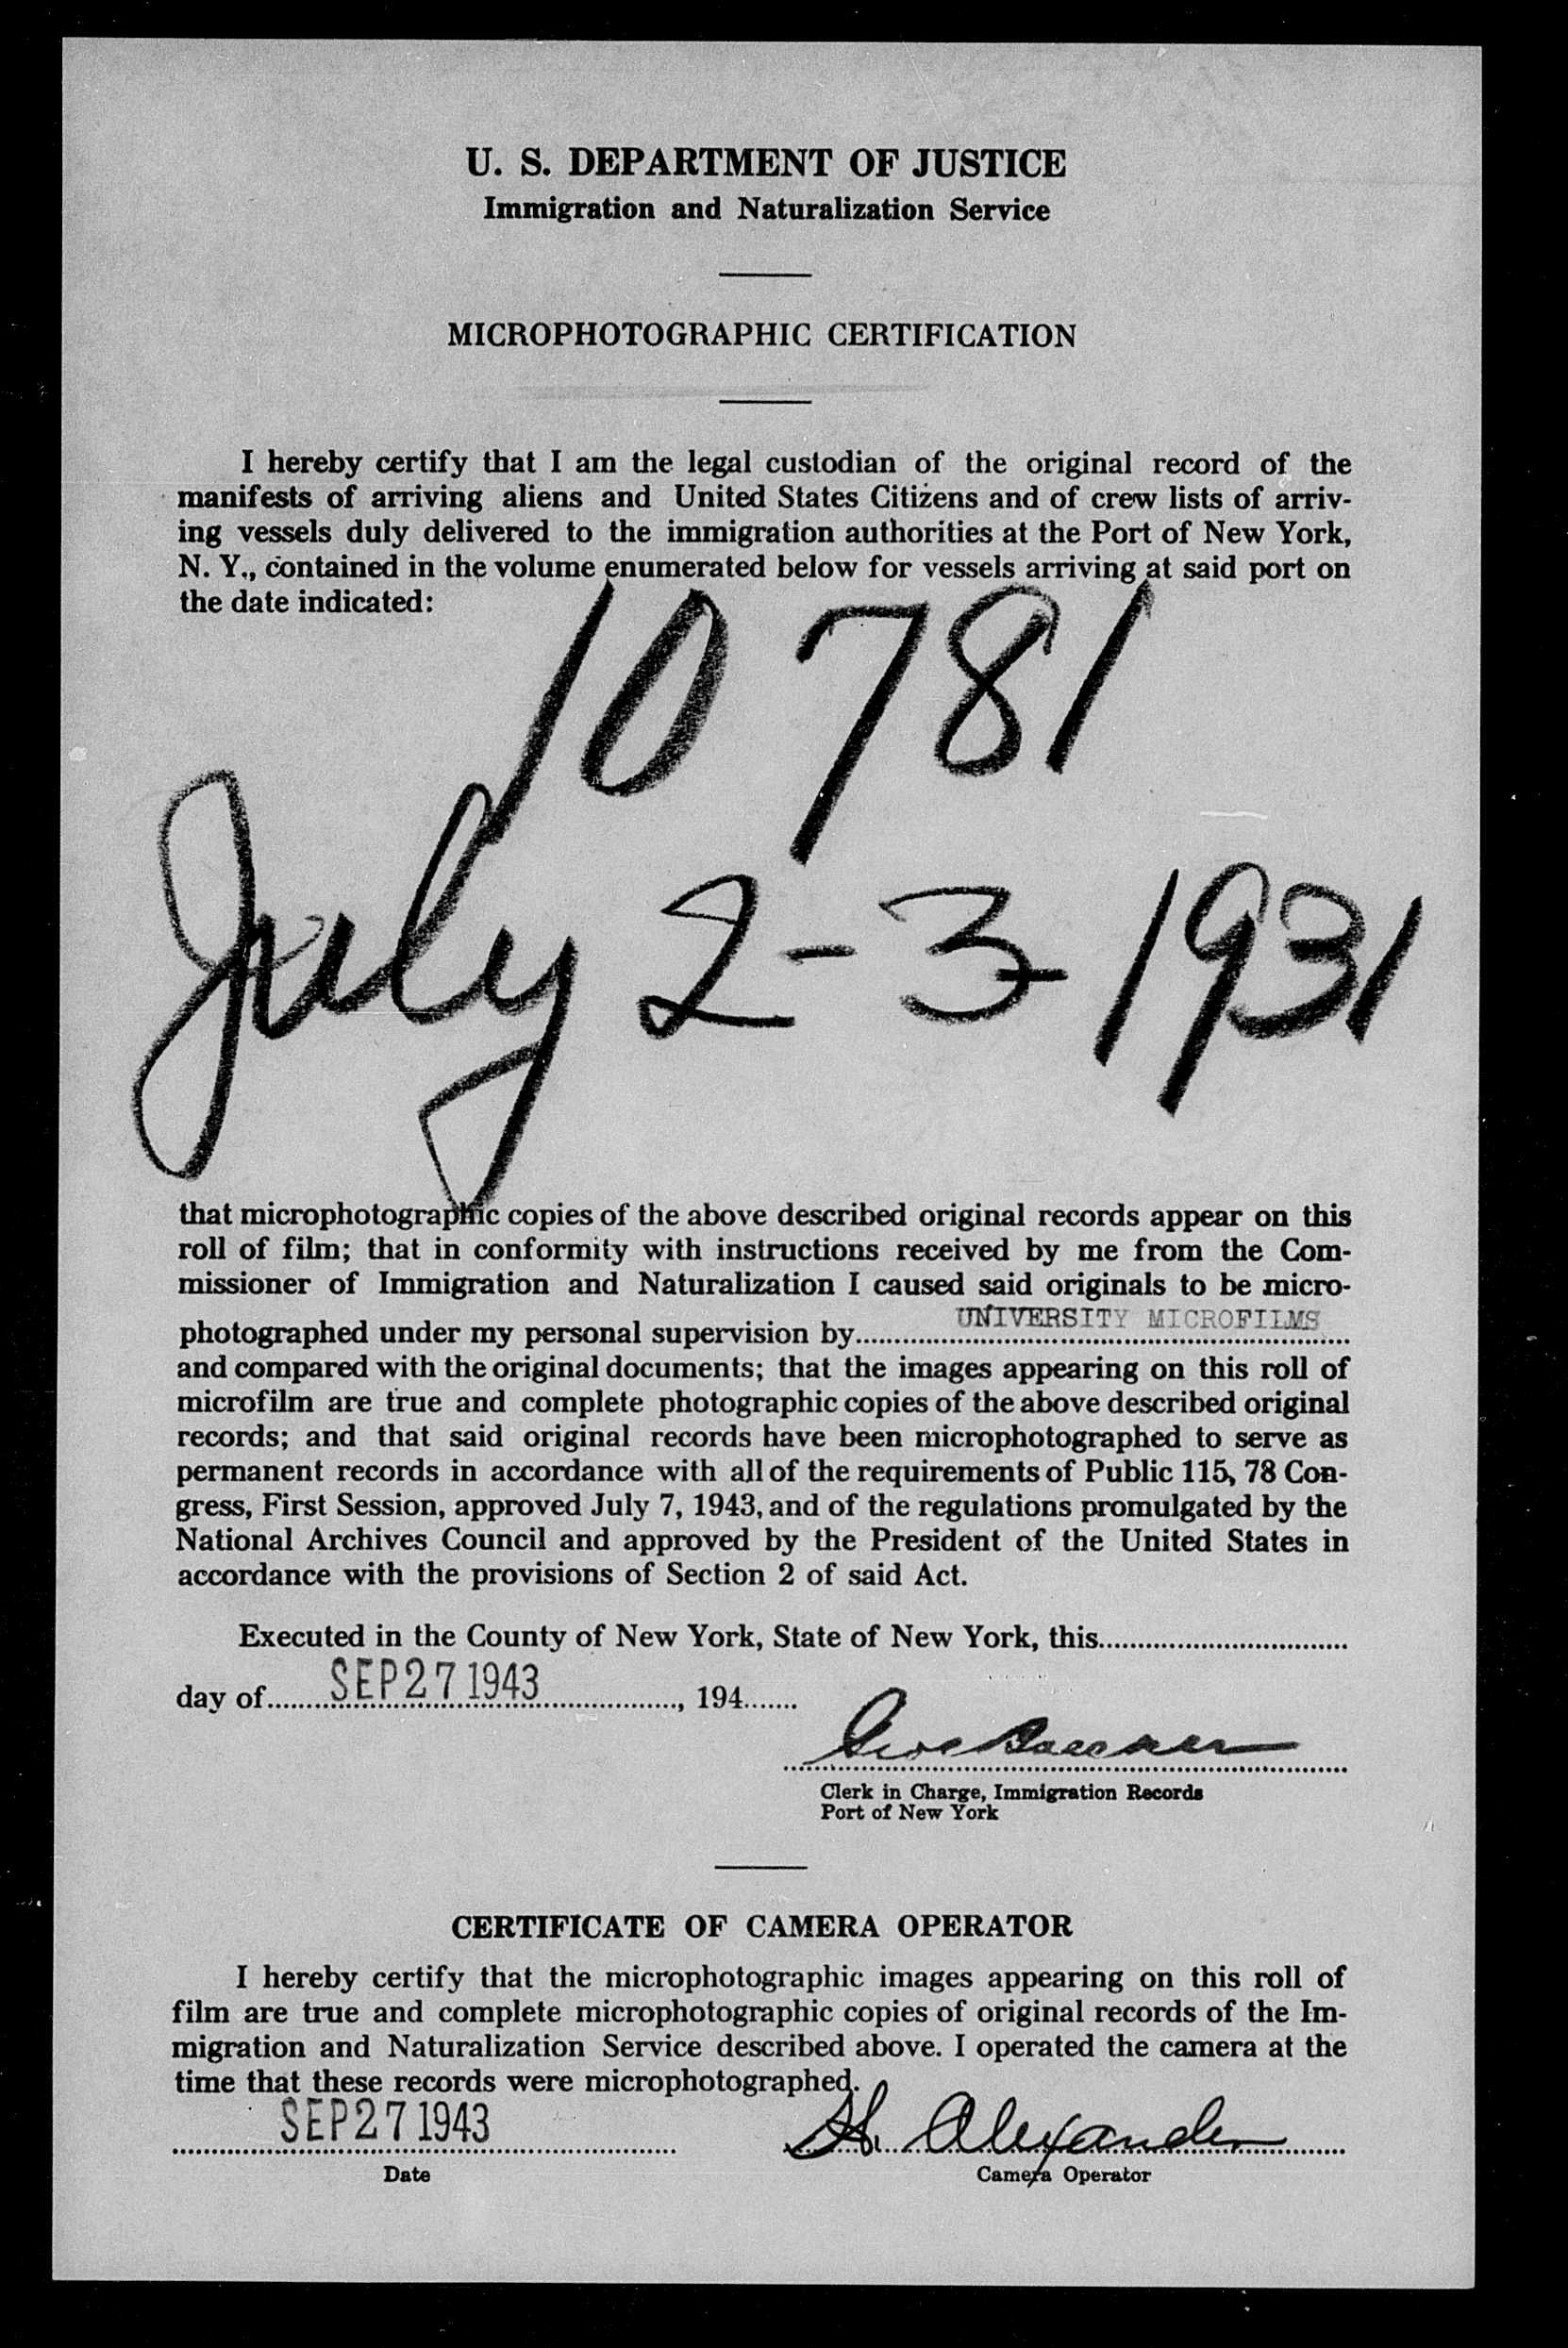 U. S. DEPARTMENT OF JUSTICE
Immigration and Naturalization Service
MICROPHOTOGRAPHIC CERTIFICATION
I hereby certify that I am the legal custodian of the original record of the
manifests of arriving aliens and United States Citizens and of crew lists of arriv-
ing vessels duly delivered to the immigration authorities at the Port of New York,
N. Y., contained in the volume enumerated below for vessels arriving at said port on
the date indicated:
10781
July 2-3 1931
that microphotographic copies of the above described original records appear on this
roll of film; that in conformity with instructions received by me from the Com-
missioner of Immigration and Naturalization I caused said originals to be micro-
photographed under my personal supervision by UNIVERSITY MICROFILMS
and compared with the original documents; that the images appearing on this roll of
microfilm are true and complete photographic copies of the above described original
records; and that said original records have been microphotographed to serve as
permanent records in accordance with all of the requirements of Public 115, 78 Con-
gress, First Session, approved July 7, 1943, and of the regulations promulgated by the
National Archives Council and approved by the President of the United States in
accordance with the provisions of Section 2 of said Act.
Executed in the County of New York, State of New York, this
day of SEP 27 1943, 194
Clerk in Charge, Immigration Records
Port of New York
CERTIFICATE OF CAMERA OPERATOR
I hereby certify that the microphotographic images appearing on this roll of
film are true and complete microphotographic copies of original records of the Im-
migration and Naturalization Service described above. I operated the camera at the
time that these records were microphotographed.
SEP 27 1943 H. Alexander
Date Camera Operator